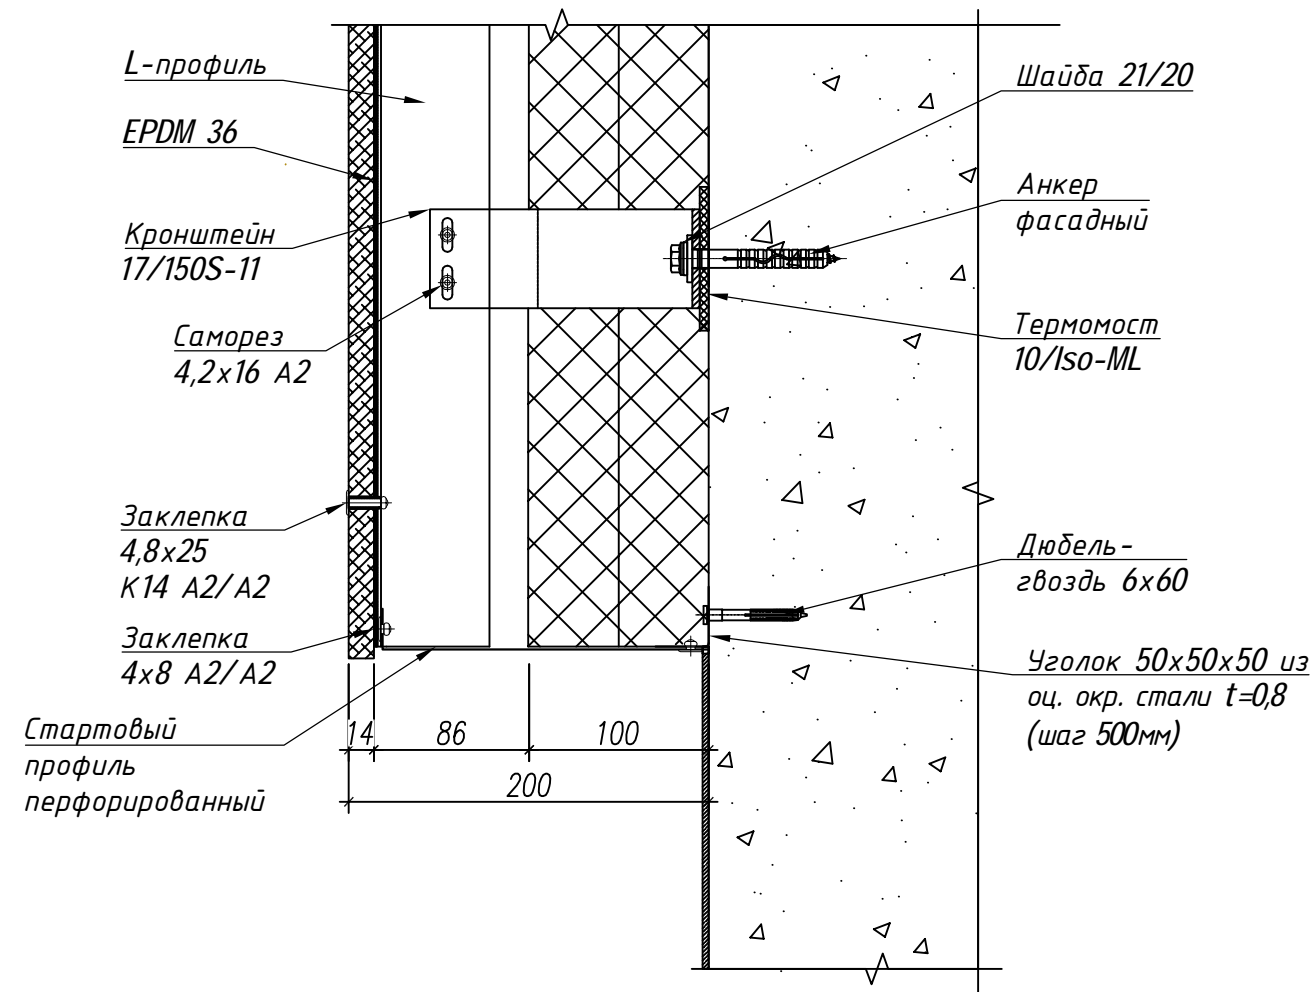 L-профиль
EPDM 36
Кронштейн
17/150S-11
Саморез
4,2x16 A2
Заклепка
4,8x25
K14 A2/A2
Заклепка
4x8 A2/A2
Стартовый
профиль
перфорированный
14
86
100
200
Шайба 21/20
Анкер
фасадный
Термомост
10/Iso-ML
Дюбель-
гвоздь 6x60
Уголок 50x50x50 из
оц. окр. стали t=0,8
(шаг 500мм)